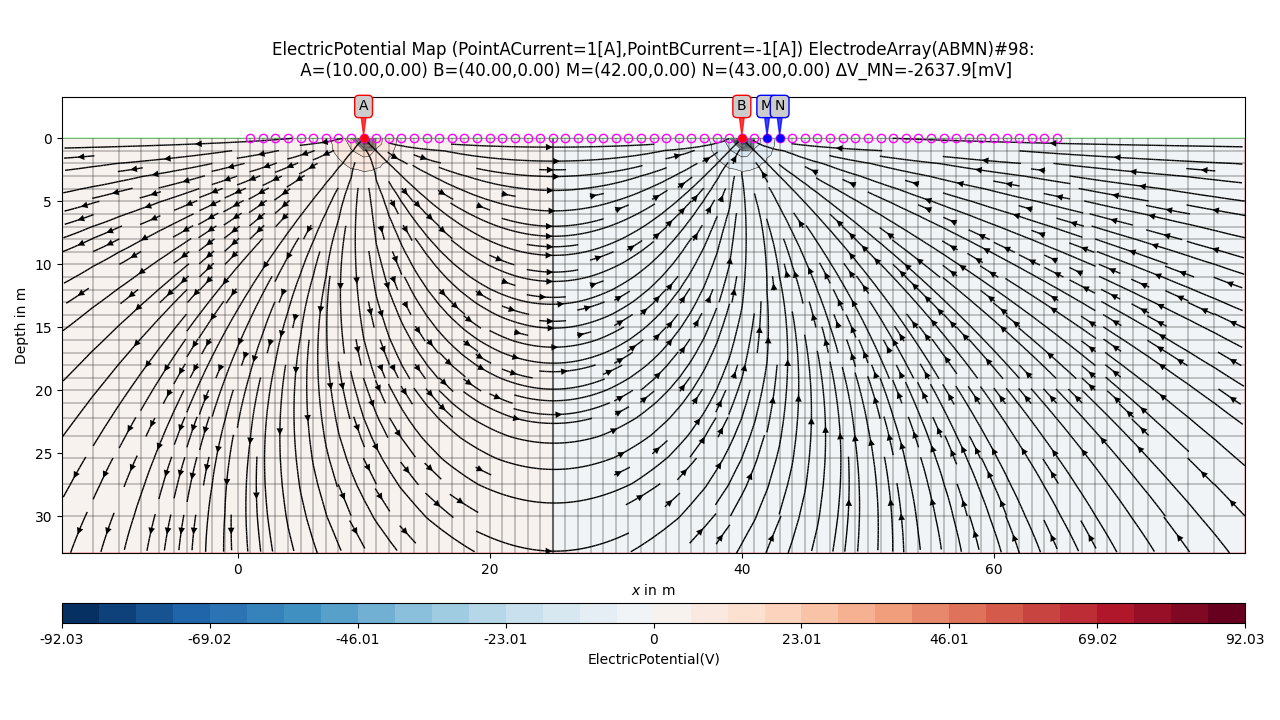 ElectricPotential Map (PointACurrent=1[A],PointBCurrent=-1[A]) ElectrodeArray(ABMN)#98:
A=(10.00,0.00) B=(40.00,0.00) M=(42.00,0.00) N=(43.00,0.00) ΔV_MN=-2637.9[mV]
A B M N
0
5
10
15
20
25
30
Depth in m
0 20 40 60
x in m
-92.03 -69.02 -46.01 -23.01 0 23.01 46.01 69.02 92.03
ElectricPotential(V)